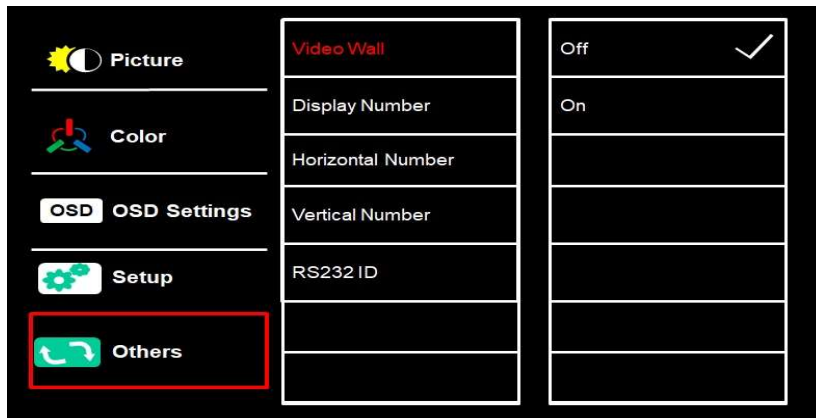 Picture
Color
OSD OSD Settings
Setup
Others
Video Wall
Display Number
Horizontal Number
Vertical Number
RS232 ID
Off
On